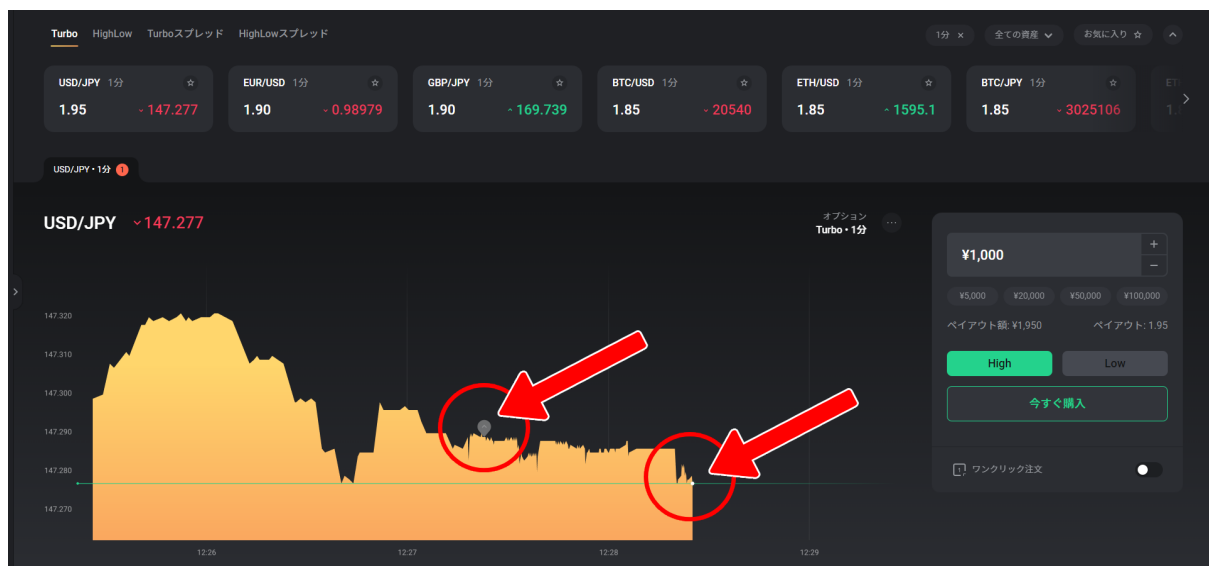 Turbo HighLow Turboスプレッド HighLowスプレッド 1分 × 全ての資産 お気に入り
USD/JPY 1分 EUR/USD 1分 GBP/JPY 1分 BTC/USD 1分 ETH/USD 1分 BTC/JPY 1分
1.95 147.277 1.90 0.98979 1.90 169.739 1.85 20540 1.85 1595.1 1.85 3025106
USD/JPY・1分 1
USD/JPY 147.277
オプション
Turbo・1分
147.320
147.310
147.300
147.290
147.280
147.270
12:26 12:27 12:28 12:29
¥1,000 + −
¥5,000 ¥20,000 ¥50,000 ¥100,000
ペイアウト額: ¥1,950 ペイアウト: 1.95
High Low
今すぐ購入
1 ワンクリック注文